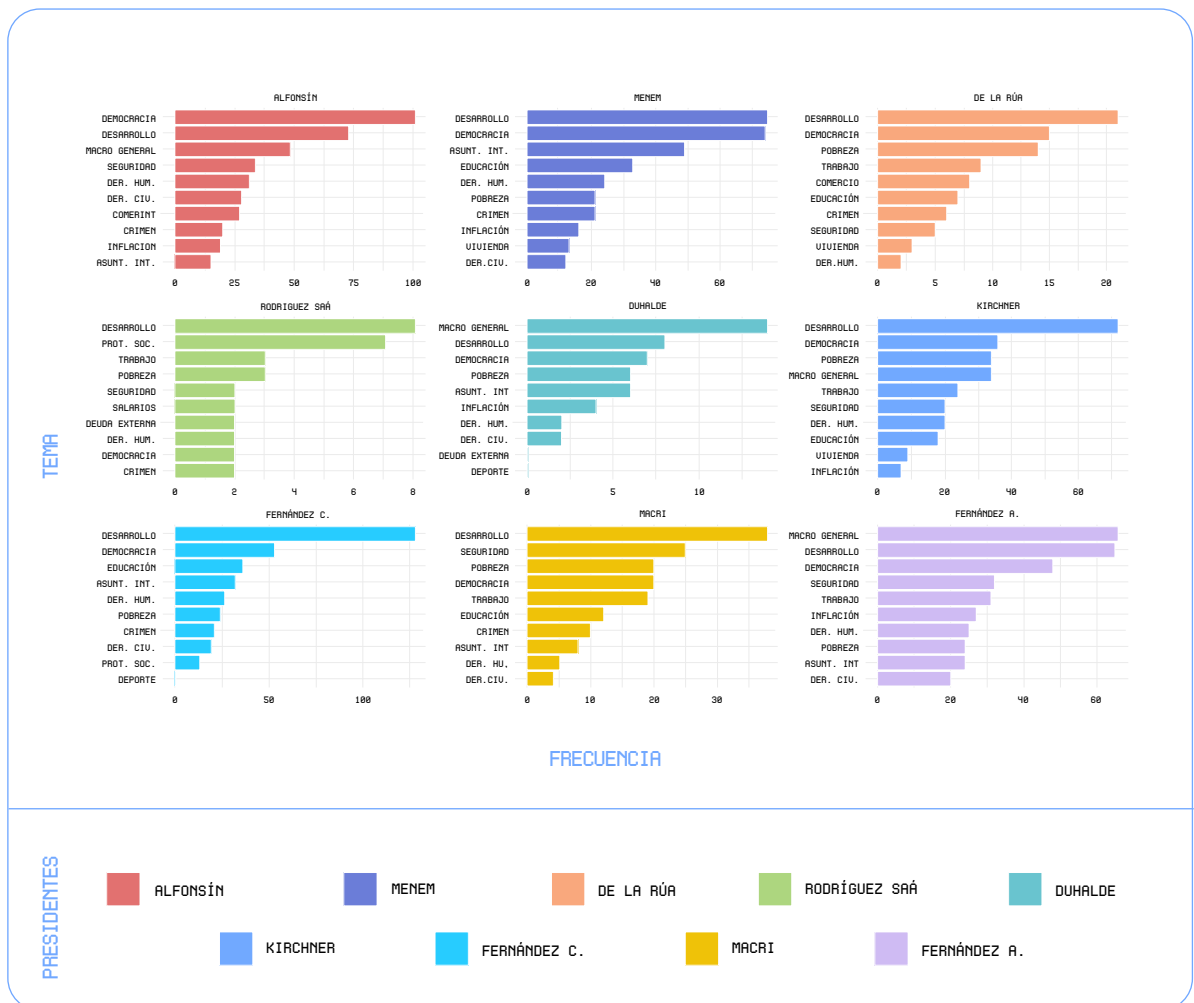 ALFONSÍN
DEMOCRACIA
DESARROLLO
MACRO GENERAL
SEGURIDAD
DER. HUM.
DER. CIV.
COMERINT
CRIMEN
INFLACION
ASUNT. INT.
0 25 50 75 100
MENEM
DESARROLLO
DEMOCRACIA
ASUNT. INT.
EDUCACIÓN
DER. HUM.
POBREZA
CRIMEN
INFLACIÓN
VIVIENDA
DER.CIV.
0 20 40 60
DE LA RÚA
DESARROLLO
DEMOCRACIA
POBREZA
TRABAJO
COMERCIO
EDUCACIÓN
CRIMEN
SEGURIDAD
VIVIENDA
DER.HUM.
0 5 10 15 20
RODRIGUEZ SAÁ
DESARROLLO
PROT. SOC.
TRABAJO
POBREZA
SEGURIDAD
SALARIOS
DEUDA EXTERNA
DER. HUM.
DEMOCRACIA
CRIMEN
0 2 4 6 8
DUHALDE
MACRO GENERAL
DESARROLLO
DEMOCRACIA
POBREZA
ASUNT. INT
INFLACIÓN
DER. HUM.
DER. CIV.
DEUDA EXTERNA
DEPORTE
0 5 10
KIRCHNER
DESARROLLO
DEMOCRACIA
POBREZA
MACRO GENERAL
TRABAJO
SEGURIDAD
DER. HUM.
EDUCACIÓN
VIVIENDA
INFLACIÓN
0 20 40 60
FERNÁNDEZ C.
DESARROLLO
DEMOCRACIA
EDUCACIÓN
ASUNT. INT.
DER. HUM.
POBREZA
CRIMEN
DER. CIV.
PROT. SOC.
DEPORTE
0 50 100
MACRI
DESARROLLO
SEGURIDAD
POBREZA
DEMOCRACIA
TRABAJO
EDUCACIÓN
CRIMEN
ASUNT. INT
DER. HU.
DER.CIV.
0 10 20 30
FERNÁNDEZ A.
MACRO GENERAL
DESARROLLO
DEMOCRACIA
SEGURIDAD
TRABAJO
INFLACIÓN
DER. HUM.
POBREZA
ASUNT. INT
DER. CIV.
0 20 40 60
TEMA
FRECUENCIA
PRESIDENTES
ALFONSÍN
MENEM
DE LA RÚA
RODRÍGUEZ SAÁ
DUHALDE
KIRCHNER
FERNÁNDEZ C.
MACRI
FERNÁNDEZ A.